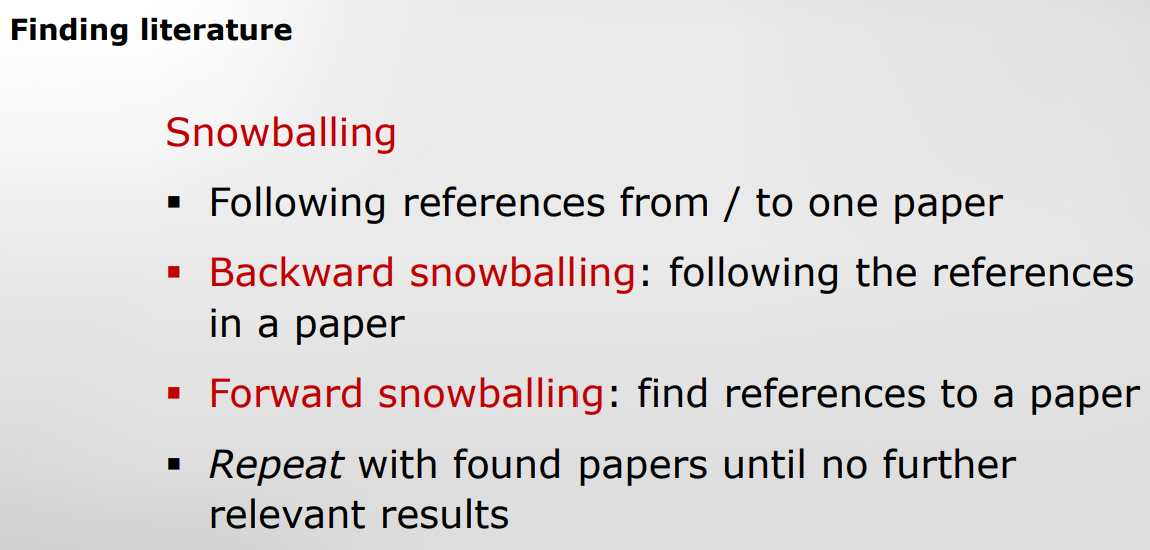 Finding literature
Snowballing
▪ Following references from / to one paper
▪ Backward snowballing: following the references
in a paper
▪ Forward snowballing: find references to a paper
▪ Repeat with found papers until no further
relevant results